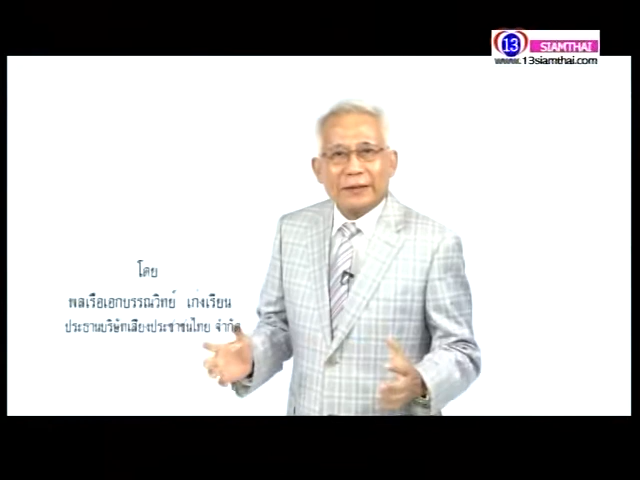 13 SIAMTHAI
www.13siamthai.com
โดย
พลเรือเอกบรรณวิทย์ เก่งเรียน
ประธานบริษัทเสียงประชาชนไทย จำกัด